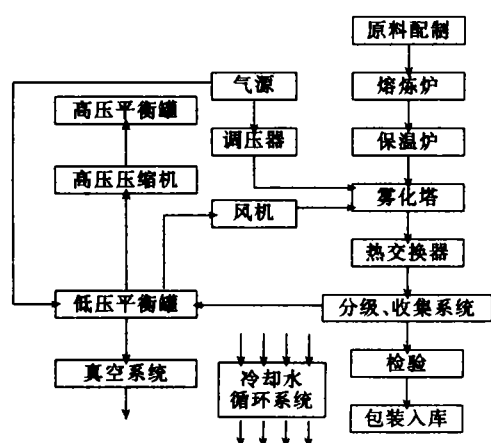 原料配制
气源
熔炼炉
高压平衡罐
调压器
保温炉
高压压缩机
雾化塔
风机
热交换器
低压平衡罐
分级、收集系统
真空系统
冷却水
循环系统
检验
包装入库